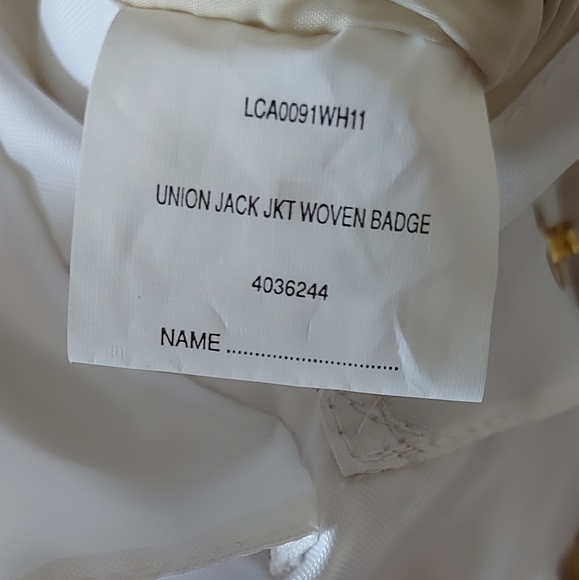 LCA0091WH11
UNION JACK JKT WOVEN BADGE
4036244
NAME ..............................